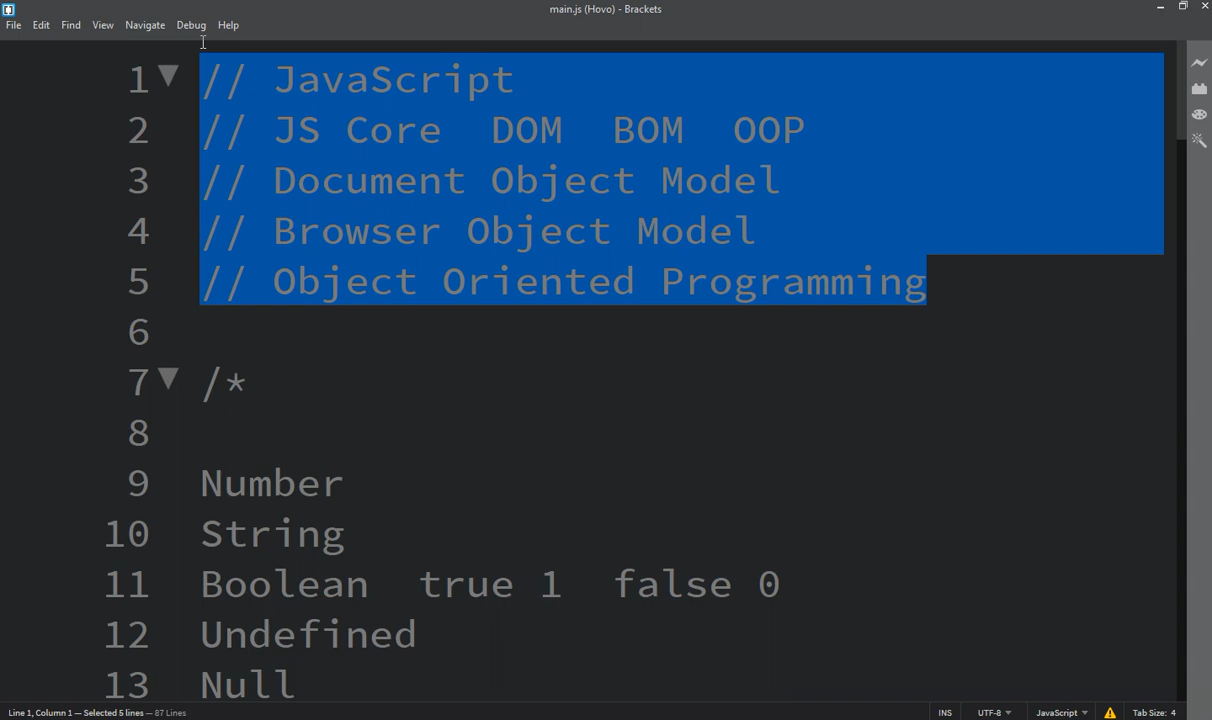 main.js (Hovo) - Brackets
File Edit Find View Navigate Debug Help
1 // JavaScript
2 // JS Core  DOM  BOM  OOP
3 // Document Object Model
4 // Browser Object Model
5 // Object Oriented Programming
6
7 /*
8
9 Number
10 String
11 Boolean  true 1  false 0
12 Undefined
13 Null
Line 1, Column 1 — Selected 5 lines — 87 Lines INS UTF-8 JavaScript Tab Size: 4